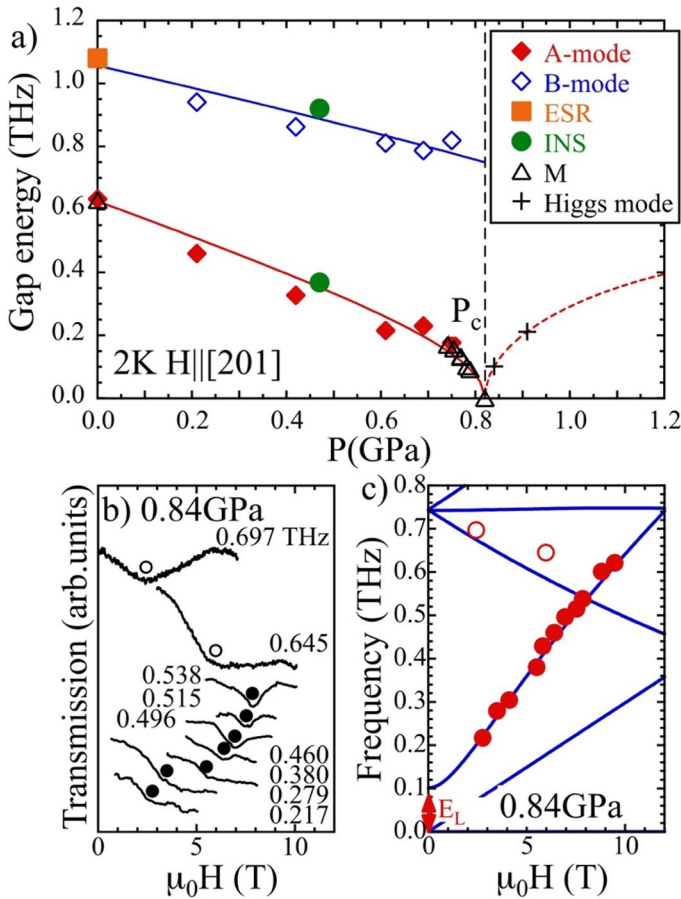 a)
1.2
1.0
0.8
0.6
0.4
0.2
0.0
Gap energy (THz)
A-mode
B-mode
ESR
INS
M
Higgs mode
Pc
2K H||[201]
0.0 0.2 0.4 0.6 0.8 1.0 1.2
P(GPa)
b) 0.84GPa
Transmission (arb.units)
0.697 THz
0.645
0.538
0.515
0.496
0.460
0.380
0.279
0.217
0 5 10
μ0H (T)
c)
0.8
0.7
0.6
0.5
0.4
0.3
0.2
0.1
0.0
Frequency (THz)
EL
0.84GPa
0 5 10
μ0H (T)